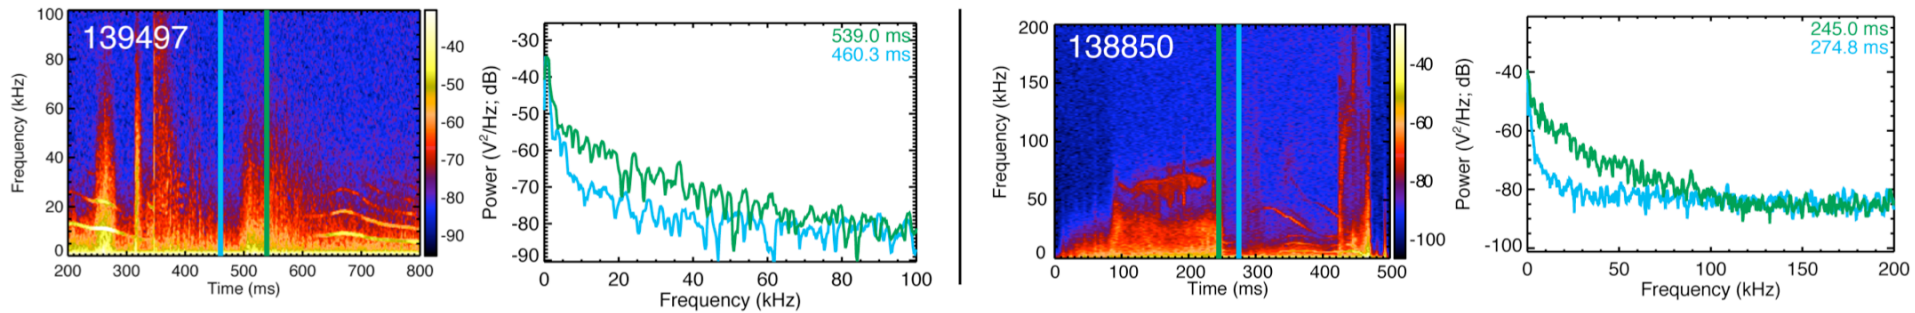 139497
100
80
60
40
20
0
Frequency (kHz)
200 300 400 500 600 700 800
Time (ms)
-40
-50
-60
-70
-80
-90
539.0 ms
460.3 ms
-30
-40
-50
-60
-70
-80
-90
Power (V²/Hz; dB)
0 20 40 60 80 100
Frequency (kHz)
138850
200
150
100
50
0
Frequency (kHz)
0 100 200 300 400 500
Time (ms)
-40
-60
-80
-100
245.0 ms
274.8 ms
-40
-60
-80
-100
Power (V²/Hz; dB)
0 50 100 150 200
Frequency (kHz)